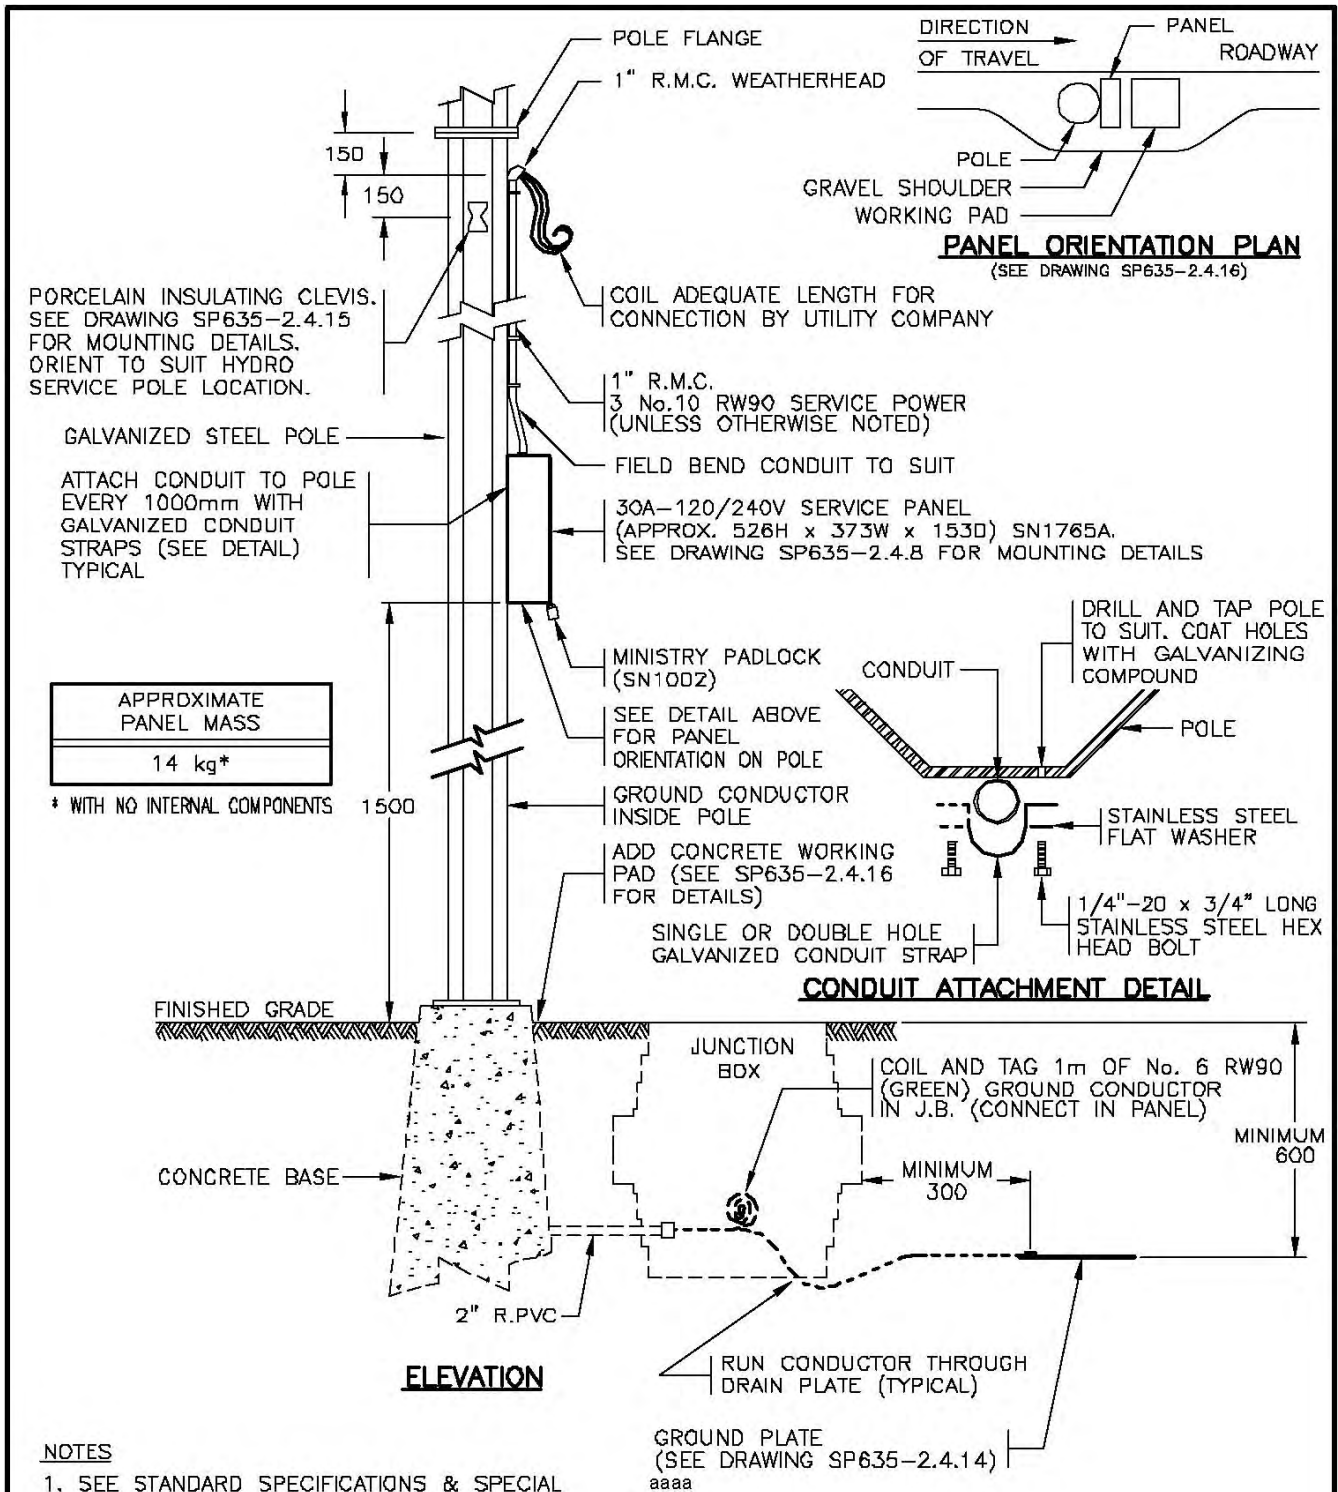 POLE FLANGE
1" R.M.C. WEATHERHEAD
DIRECTION
OF TRAVEL
PANEL
ROADWAY
POLE
GRAVEL SHOULDER
WORKING PAD
PANEL ORIENTATION PLAN
(SEE DRAWING SP635-2.4.16)
150
150
PORCELAIN INSULATING CLEVIS.
SEE DRAWING SP635-2.4.15
FOR MOUNTING DETAILS.
ORIENT TO SUIT HYDRO
SERVICE POLE LOCATION.
COIL ADEQUATE LENGTH FOR
CONNECTION BY UTILITY COMPANY
1" R.M.C.
3 No.10 RW90 SERVICE POWER
(UNLESS OTHERWISE NOTED)
GALVANIZED STEEL POLE
FIELD BEND CONDUIT TO SUIT
ATTACH CONDUIT TO POLE
EVERY 1000mm WITH
GALVANIZED CONDUIT
STRAPS (SEE DETAIL)
TYPICAL
30A-120/240V SERVICE PANEL
(APPROX. 526H x 373W x 153D) SN1765A.
SEE DRAWING SP635-2.4.8 FOR MOUNTING DETAILS
MINISTRY PADLOCK
(SN1002)
SEE DETAIL ABOVE
FOR PANEL
ORIENTATION ON POLE
APPROXIMATE
PANEL MASS
14 kg*
* WITH NO INTERNAL COMPONENTS
1500
GROUND CONDUCTOR
INSIDE POLE
ADD CONCRETE WORKING
PAD (SEE SP635-2.4.16
FOR DETAILS)
DRILL AND TAP POLE
TO SUIT. COAT HOLES
WITH GALVANIZING
COMPOUND
CONDUIT
POLE
STAINLESS STEEL
FLAT WASHER
1/4"-20 x 3/4" LONG
STAINLESS STEEL HEX
HEAD BOLT
SINGLE OR DOUBLE HOLE
GALVANIZED CONDUIT STRAP
CONDUIT ATTACHMENT DETAIL
FINISHED GRADE
JUNCTION
BOX
COIL AND TAG 1m OF No. 6 RW90
(GREEN) GROUND CONDUCTOR
IN J.B. (CONNECT IN PANEL)
MINIMUM
600
MINIMUM
300
CONCRETE BASE
2" R.PVC
ELEVATION
RUN CONDUCTOR THROUGH
DRAIN PLATE (TYPICAL)
GROUND PLATE
(SEE DRAWING SP635-2.4.14)
aaaa
NOTES
1. SEE STANDARD SPECIFICATIONS & SPECIAL